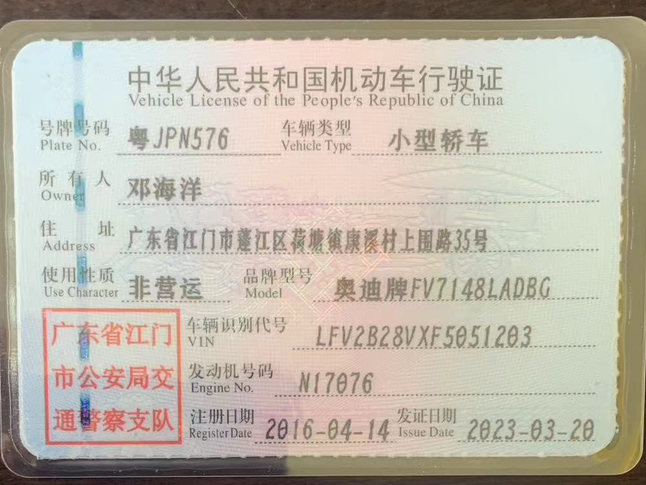 中华人民共和国机动车行驶证
Vehicle License of the People's Republic of China
号牌号码 粤JPN576 车辆类型 小型轿车
Plate No. Vehicle Type
所有人 邓海洋
Owner
住址 广东省江门市蓬江区荷塘镇康溪村上围路35号
Address
使用性质 非营运 品牌型号 奥迪牌FV7148LADBG
Use Character Model
广东省江门
市公安局交
通警察支队
车辆识别代号 LFV2B28VXF5051203
VIN
发动机号码 N17076
Engine No.
注册日期 2016-04-14 发证日期 2023-03-20
Register Date Issue Date